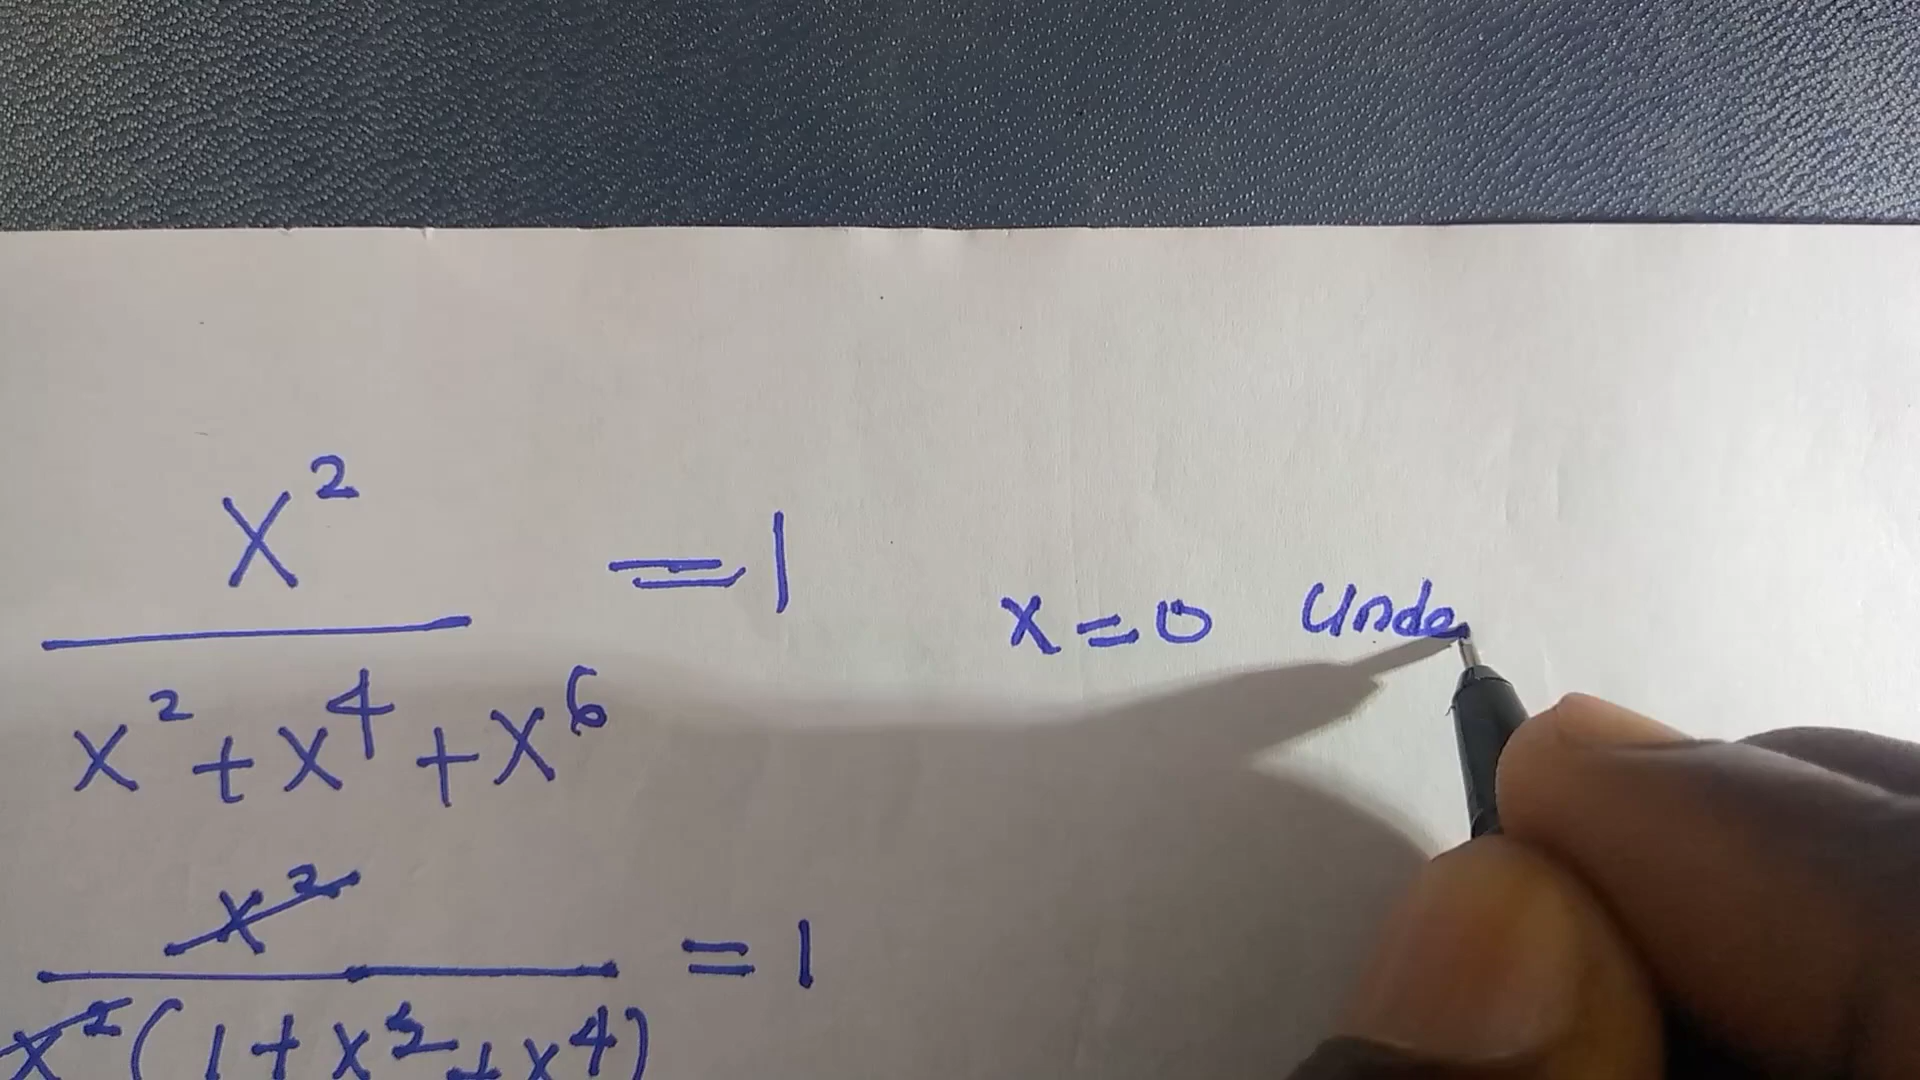 x² / (x² + x⁴ + x⁶) = 1
x = 0 Unde
x² / (x² (1 + x² + x⁴)) = 1